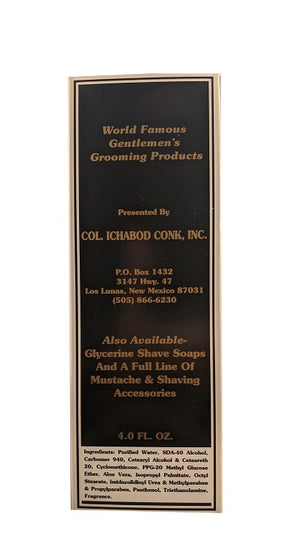 World Famous
Gentlemen's
Grooming Products
Presented By
COL. ICHABOD CONK, INC.
P.O. Box 1432
3147 Hwy. 47
Los Lunas, New Mexico 87031
(505) 866-6230
Also Available-
Glycerine Shave Soaps
And A Full Line Of
Mustache & Shaving
Accessories
4.0 FL. OZ.
Ingredients: Purified Water, SDA-40 Alcohol,
Carbomer 940, Cetearyl Alcohol & Ceteareth
20, Cyclomethicone, PPG-20 Methyl Glucose
Ether, Aloe Vera, Isopropyl Palmitate, Octyl
Stearate, Imidazolidinyl Urea & Methylparaben
& Propylparaben, Panthenol, Triethanolamine,
Fragrance.